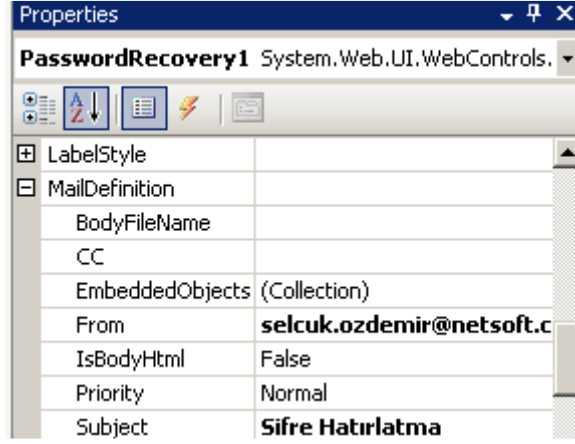 Properties
PasswordRecovery1 System.Web.UI.WebControls.
LabelStyle
MailDefinition
BodyFileName
CC
EmbeddedObjects (Collection)
From selcuk.ozdemir@netsoft.c
IsBodyHtml False
Priority Normal
Subject Sifre Hatırlatma